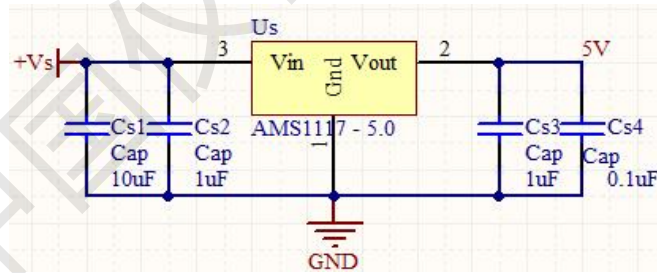 Us
+Vs
3
Vin
Gnd
Vout
2
5V
AMS1117 - 5.0
1
Cs1
Cap
10uF
Cs2
Cap
1uF
Cs3
Cap
1uF
Cs4
Cap
0.1uF
GND